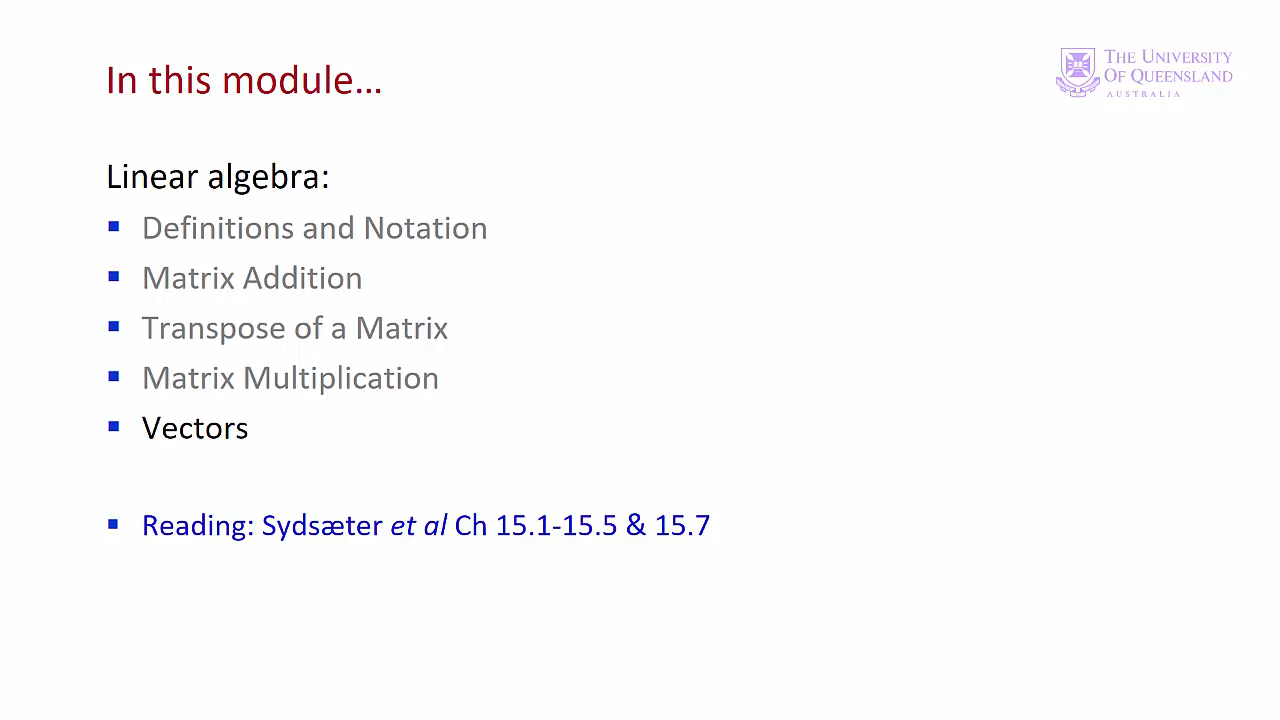 In this module...
THE UNIVERSITY
OF QUEENSLAND
AUSTRALIA
Linear algebra:
Definitions and Notation
Matrix Addition
Transpose of a Matrix
Matrix Multiplication
Vectors
Reading: Sydsæter et al Ch 15.1-15.5 & 15.7